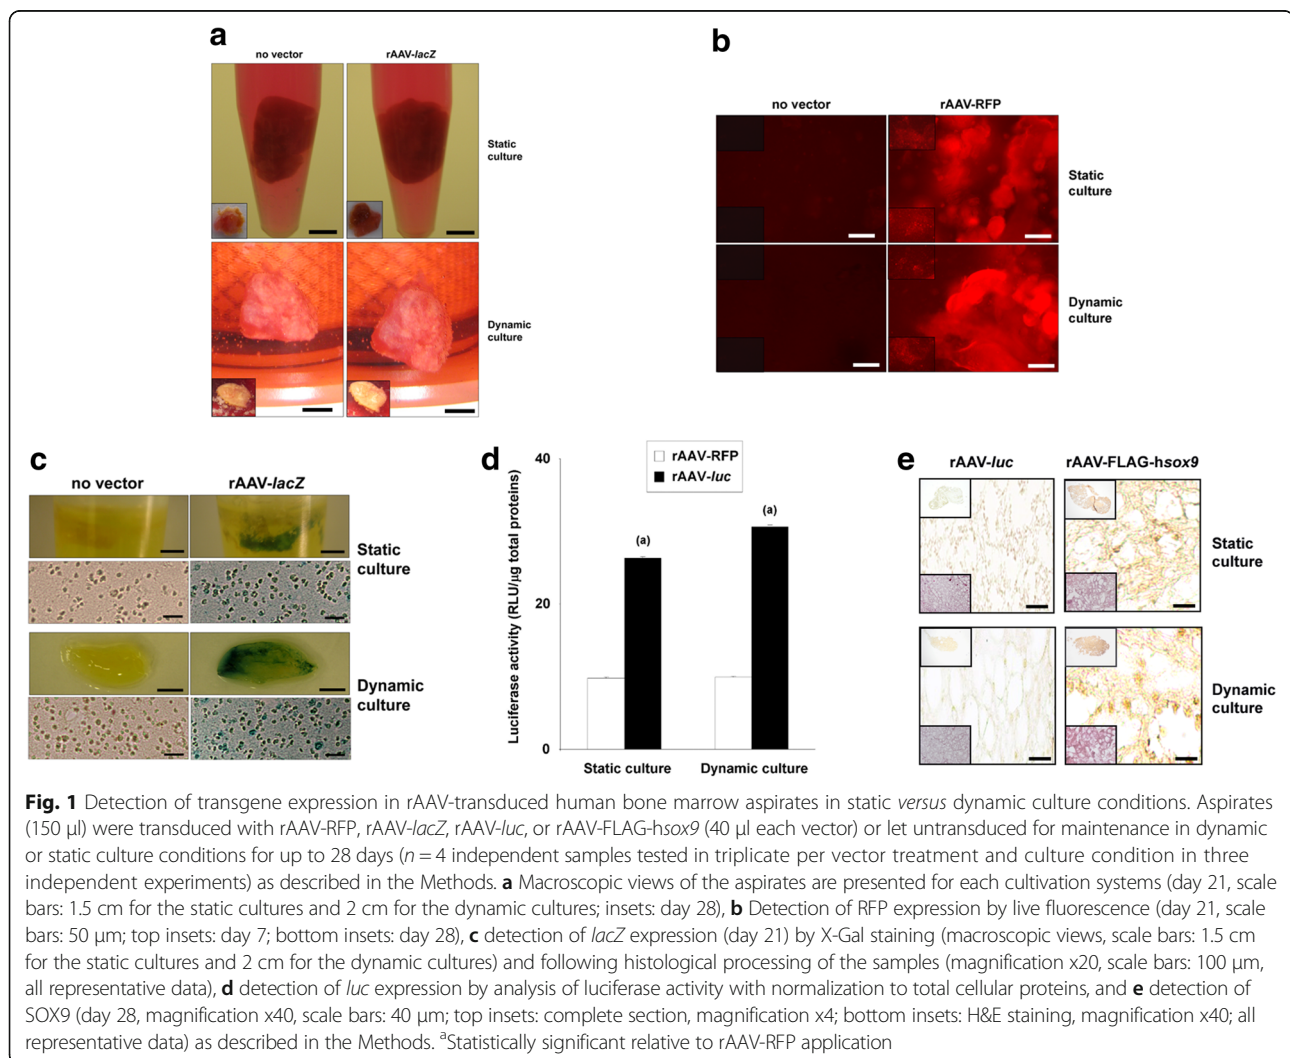 a
no vector
rAAV-lacZ
Static
culture
Dynamic
culture
b
no vector
rAAV-RFP
Static
culture
Dynamic
culture
c
no vector
rAAV-lacZ
Static
culture
Dynamic
culture
d
Luciferase activity (RLU/µg total proteins)
40
20
0
rAAV-RFP
rAAV-luc
(a)
(a)
Static culture
Dynamic culture
e
rAAV-luc
rAAV-FLAG-hsox9
Static
culture
Dynamic
culture
Fig. 1 Detection of transgene expression in rAAV-transduced human bone marrow aspirates in static versus dynamic culture conditions. Aspirates
(150 µl) were transduced with rAAV-RFP, rAAV-lacZ, rAAV-luc, or rAAV-FLAG-hsox9 (40 µl each vector) or let untransduced for maintenance in dynamic
or static culture conditions for up to 28 days (n = 4 independent samples tested in triplicate per vector treatment and culture condition in three
independent experiments) as described in the Methods. a Macroscopic views of the aspirates are presented for each cultivation systems (day 21, scale
bars: 1.5 cm for the static cultures and 2 cm for the dynamic cultures; insets: day 28), b Detection of RFP expression by live fluorescence (day 21, scale
bars: 50 µm; top insets: day 7; bottom insets: day 28), c detection of lacZ expression (day 21) by X-Gal staining (macroscopic views, scale bars: 1.5 cm
for the static cultures and 2 cm for the dynamic cultures) and following histological processing of the samples (magnification x20, scale bars: 100 µm,
all representative data), d detection of luc expression by analysis of luciferase activity with normalization to total cellular proteins, and e detection of
SOX9 (day 28, magnification x40, scale bars: 40 µm; top insets: complete section, magnification x4; bottom insets: H&E staining, magnification x40; all
representative data) as described in the Methods. ᵃStatistically significant relative to rAAV-RFP application